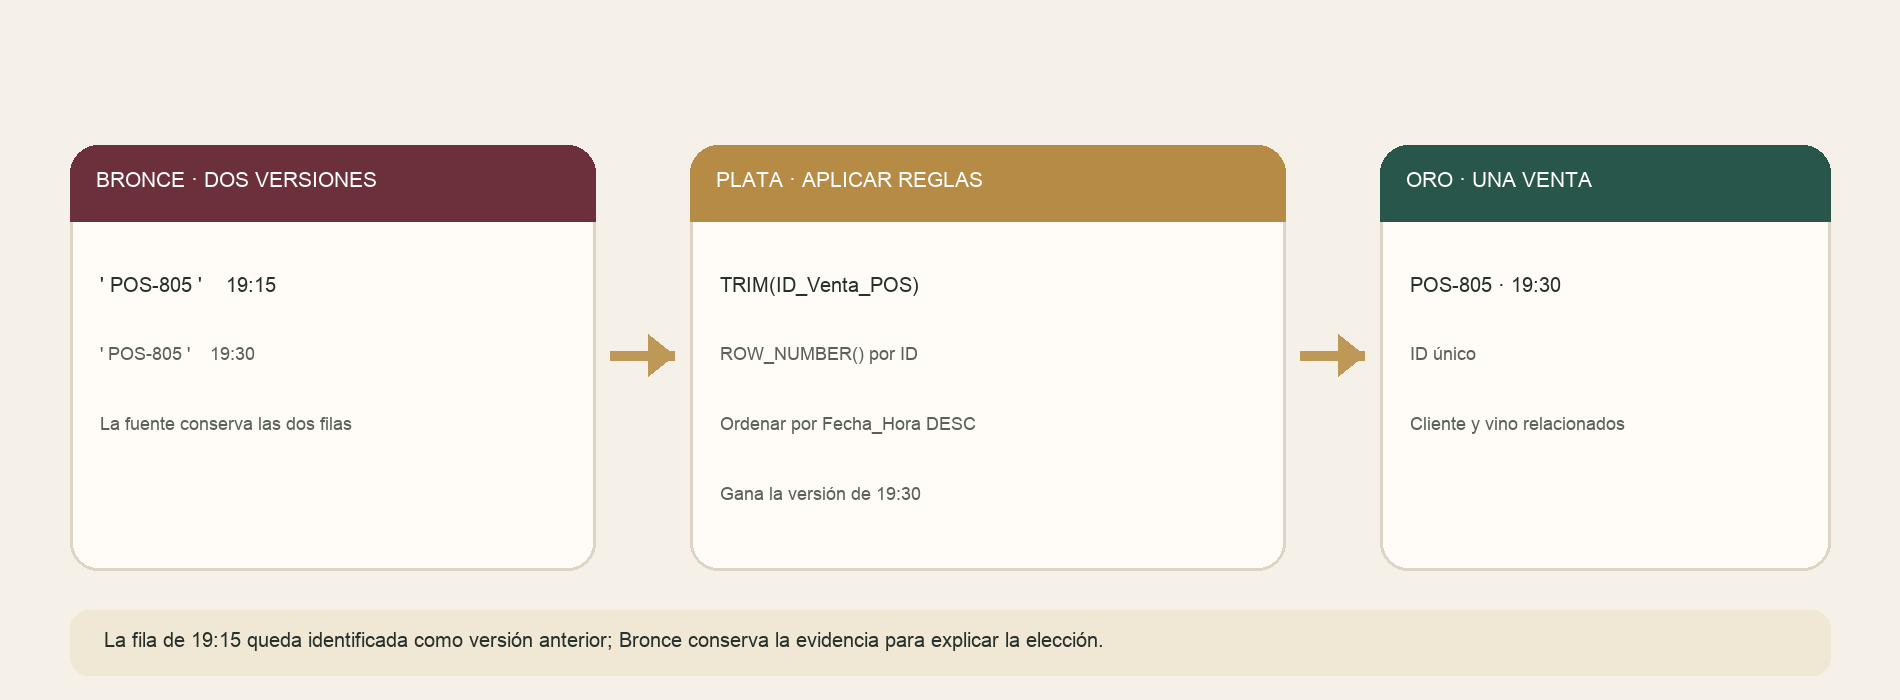 BRONCE · DOS VERSIONES
' POS-805 ' 19:15
' POS-805 ' 19:30
La fuente conserva las dos filas
PLATA · APLICAR REGLAS
TRIM(ID_Venta_POS)
ROW_NUMBER() por ID
Ordenar por Fecha_Hora DESC
Gana la versión de 19:30
ORO · UNA VENTA
POS-805 · 19:30
ID único
Cliente y vino relacionados
La fila de 19:15 queda identificada como versión anterior; Bronce conserva la evidencia para explicar la elección.